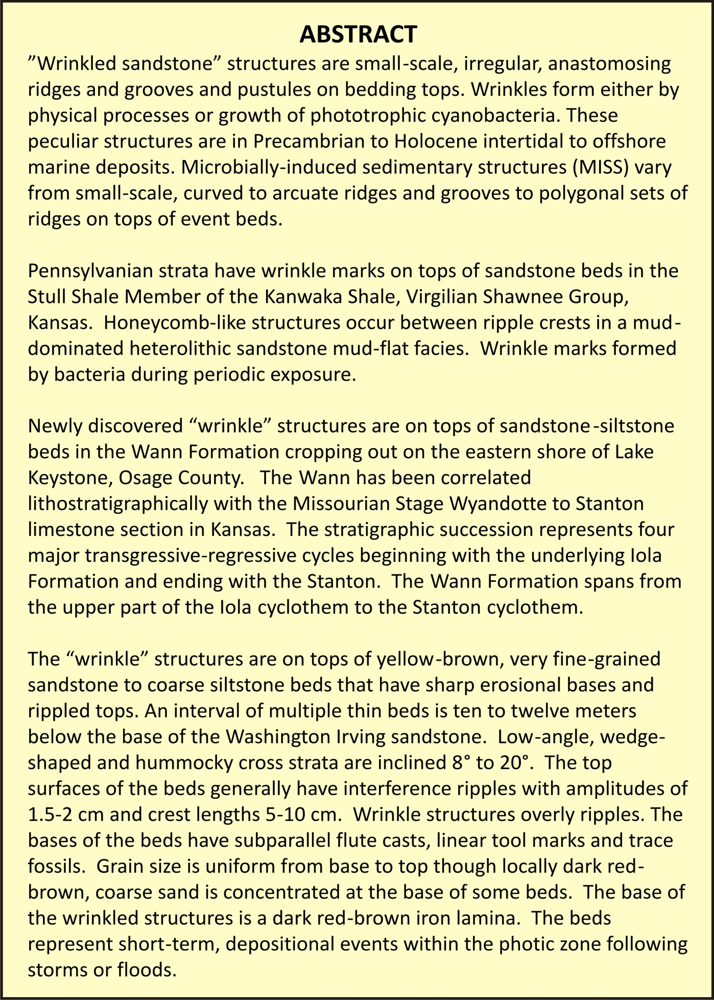 ABSTRACT
”Wrinkled sandstone” structures are small-scale, irregular, anastomosing
ridges and grooves and pustules on bedding tops. Wrinkles form either by
physical processes or growth of phototrophic cyanobacteria. These
peculiar structures are in Precambrian to Holocene intertidal to offshore
marine deposits. Microbially-induced sedimentary structures (MISS) vary
from small-scale, curved to arcuate ridges and grooves to polygonal sets of
ridges on tops of event beds.
Pennsylvanian strata have wrinkle marks on tops of sandstone beds in the
Stull Shale Member of the Kanwaka Shale, Virgilian Shawnee Group,
Kansas.  Honeycomb-like structures occur between ripple crests in a mud-
dominated heterolithic sandstone mud-flat facies.  Wrinkle marks formed
by bacteria during periodic exposure.
Newly discovered “wrinkle” structures are on tops of sandstone-siltstone
beds in the Wann Formation cropping out on the eastern shore of Lake
Keystone, Osage County.   The Wann has been correlated
lithostratigraphically with the Missourian Stage Wyandotte to Stanton
limestone section in Kansas.  The stratigraphic succession represents four
major transgressive-regressive cycles beginning with the underlying Iola
Formation and ending with the Stanton.  The Wann Formation spans from
the upper part of the Iola cyclothem to the Stanton cyclothem.
The “wrinkle” structures are on tops of yellow-brown, very fine-grained
sandstone to coarse siltstone beds that have sharp erosional bases and
rippled tops. An interval of multiple thin beds is ten to twelve meters
below the base of the Washington Irving sandstone.  Low-angle, wedge-
shaped and hummocky cross strata are inclined 8° to 20°.  The top
surfaces of the beds generally have interference ripples with amplitudes of
1.5-2 cm and crest lengths 5-10 cm.  Wrinkle structures overly ripples. The
bases of the beds have subparallel flute casts, linear tool marks and trace
fossils.  Grain size is uniform from base to top though locally dark red-
brown, coarse sand is concentrated at the base of some beds.  The base of
the wrinkled structures is a dark red-brown iron lamina.  The beds
represent short-term, depositional events within the photic zone following
storms or floods.